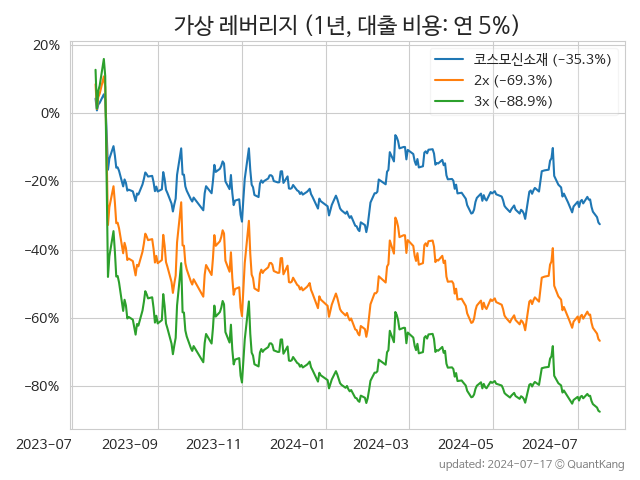 가상 레버리지 (1년, 대출 비용: 연 5%)
코스모신소재 (−35.3%)
2x (−69.3%)
3x (−88.9%)
20%
0%
−20%
−40%
−60%
−80%
2023-07 2023-09 2023-11 2024-01 2024-03 2024-05 2024-07
updated: 2024-07-17 © QuantKang